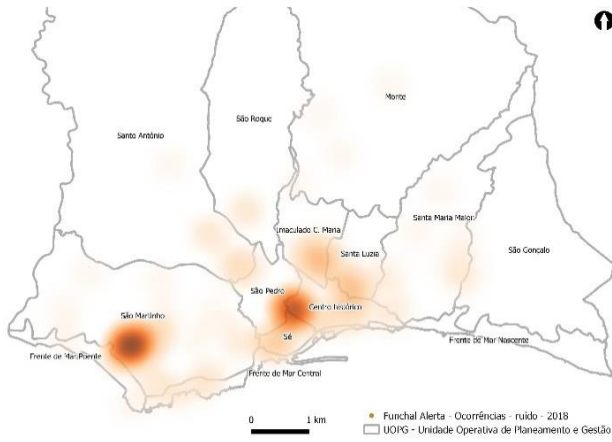 Monte
São Roque
Santo António
Santa Maria Maior
Imaculado C. Maria
Santa Luzia
São Gonçalo
São Pedro
Centro histórico
São Martinho
Sé
Frente de Mar Nascente
Frente de Mar Poente
Frente de Mar Central
0 1 km
Funchal Alerta - Ocorrências - ruído - 2018
UOPG - Unidade Operativa de Planeamento e Gestão